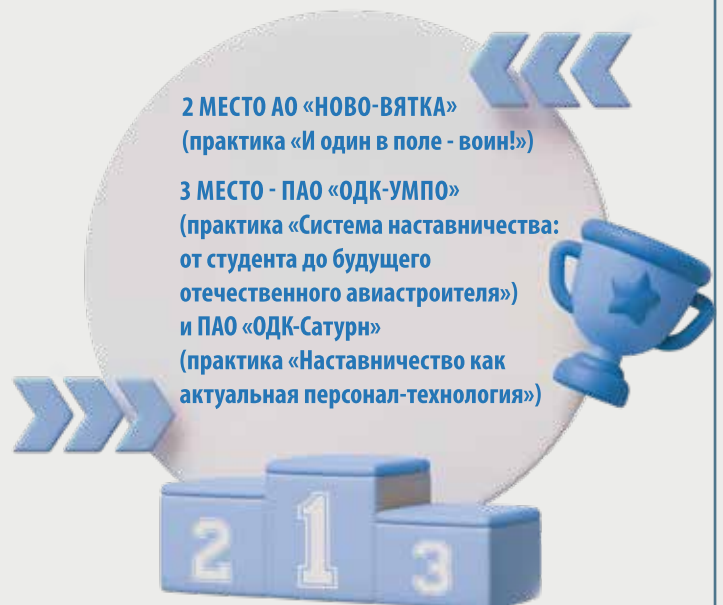 2 МЕСТО АО «НОВО-ВЯТКА»
(практика «И один в поле - воин!»)
3 МЕСТО - ПАО «ОДК-УМПО»
(практика «Система наставничества:
от студента до будущего
отечественного авиастроителя»)
и ПАО «ОДК-Сатурн»
(практика «Наставничество как
актуальная персонал-технология»)
2 1 3